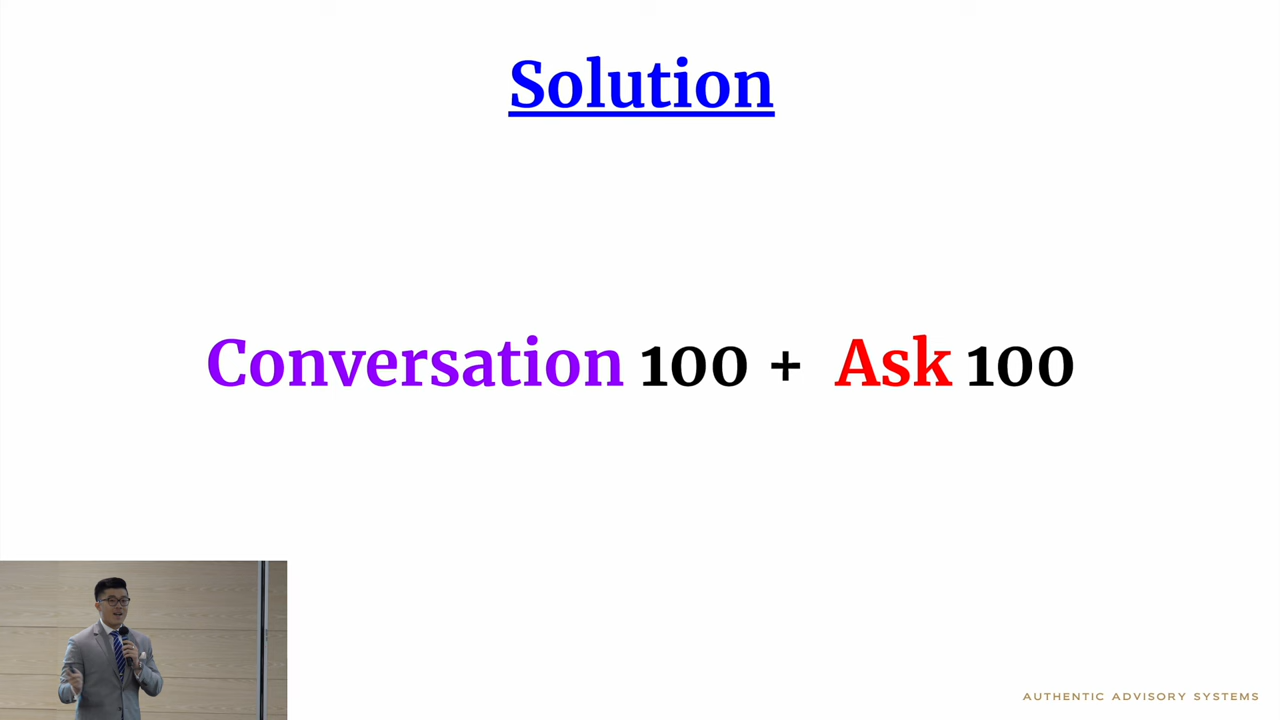 Solution
Conversation 100 + Ask 100
AUTHENTIC ADVISORY SYSTEMS